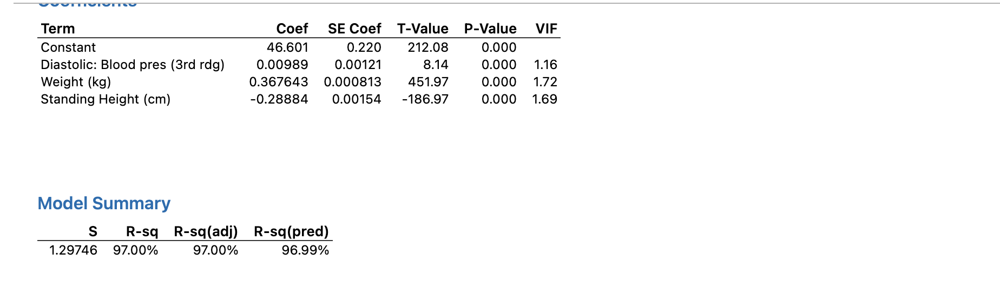 Coefficients
Term Coef SE Coef T-Value P-Value VIF
Constant 46.601 0.220 212.08 0.000
Diastolic: Blood pres (3rd rdg) 0.00989 0.00121 8.14 0.000 1.16
Weight (kg) 0.367643 0.000813 451.97 0.000 1.72
Standing Height (cm) -0.28884 0.00154 -186.97 0.000 1.69
Model Summary
S R-sq R-sq(adj) R-sq(pred)
1.29746 97.00% 97.00% 96.99%